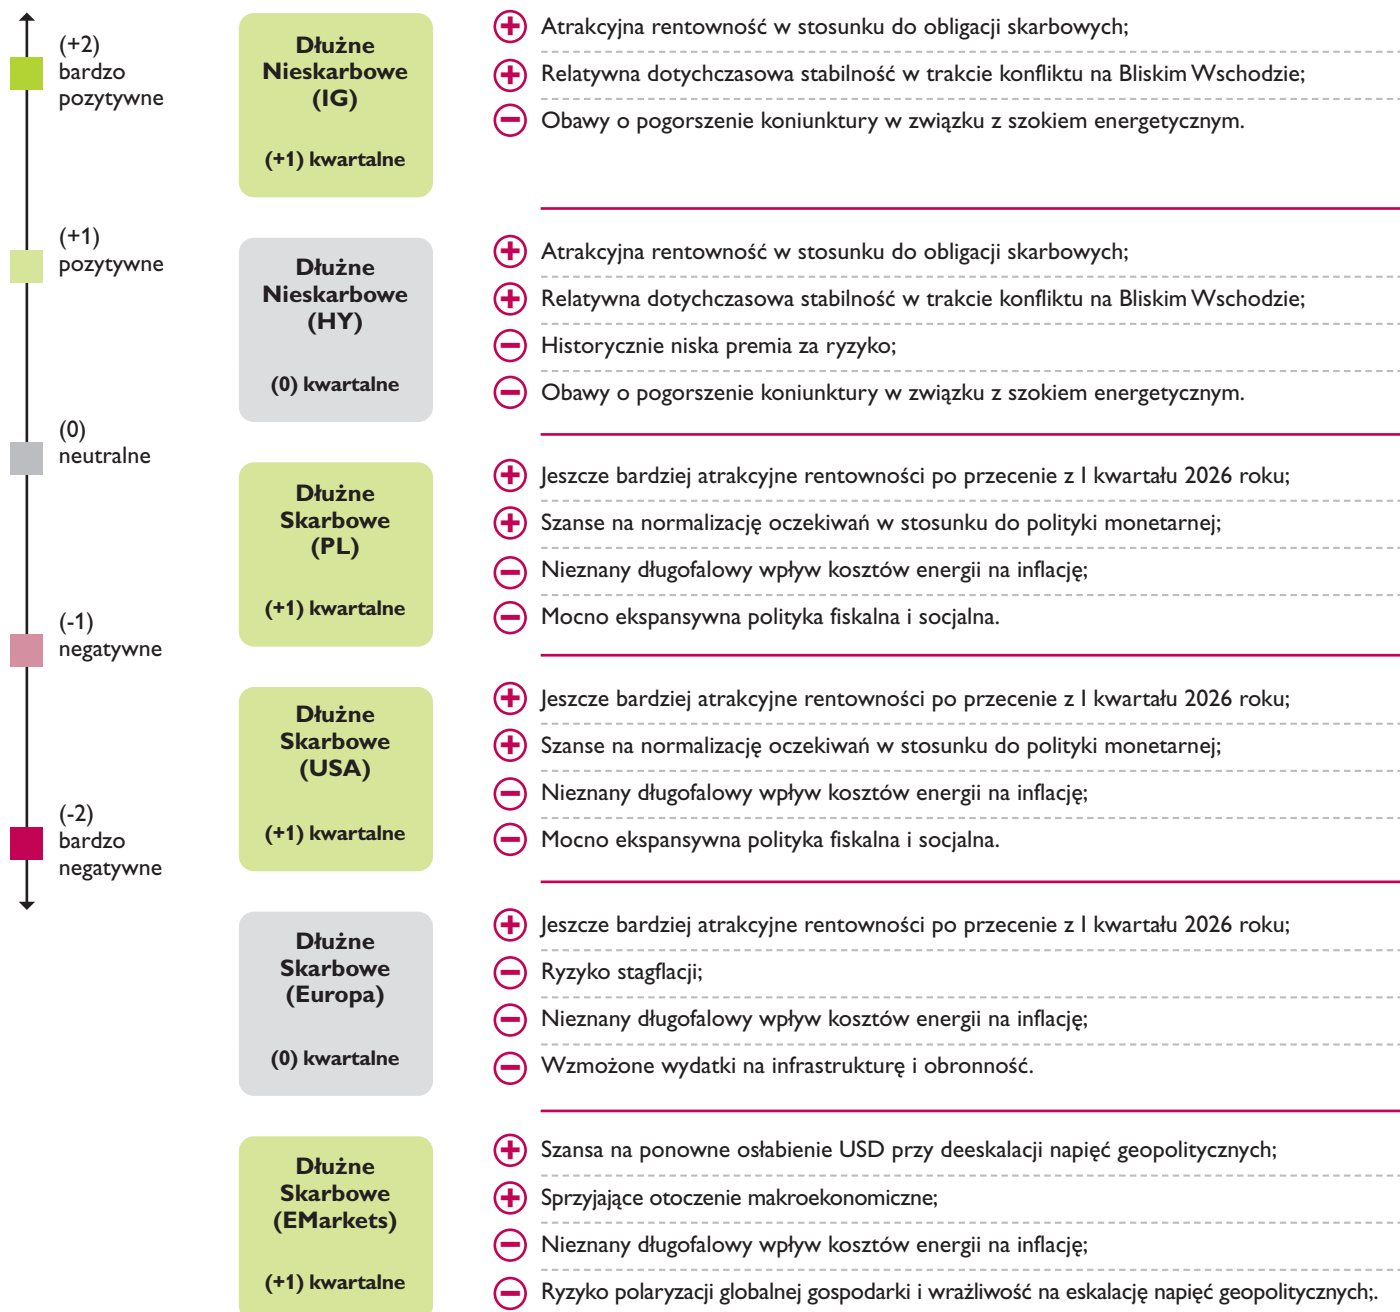 (+2)
bardzo
pozytywne
(+1)
pozytywne
(0)
neutralne
(-1)
negatywne
(-2)
bardzo
negatywne
Dłużne
Nieskarbowe
(IG)
(+1) kwartalne
Atrakcyjna rentowność w stosunku do obligacji skarbowych;
Relatywna dotychczasowa stabilność w trakcie konfliktu na Bliskim Wschodzie;
Obawy o pogorszenie koniunktury w związku z szokiem energetycznym.
Dłużne
Nieskarbowe
(HY)
(0) kwartalne
Atrakcyjna rentowność w stosunku do obligacji skarbowych;
Relatywna dotychczasowa stabilność w trakcie konfliktu na Bliskim Wschodzie;
Historycznie niska premia za ryzyko;
Obawy o pogorszenie koniunktury w związku z szokiem energetycznym.
Dłużne
Skarbowe
(PL)
(+1) kwartalne
Jeszcze bardziej atrakcyjne rentowności po przecenie z I kwartału 2026 roku;
Szanse na normalizację oczekiwań w stosunku do polityki monetarnej;
Nieznany długofalowy wpływ kosztów energii na inflację;
Mocno ekspansywna polityka fiskalna i socjalna.
Dłużne
Skarbowe
(USA)
(+1) kwartalne
Jeszcze bardziej atrakcyjne rentowności po przecenie z I kwartału 2026 roku;
Szanse na normalizację oczekiwań w stosunku do polityki monetarnej;
Nieznany długofalowy wpływ kosztów energii na inflację;
Mocno ekspansywna polityka fiskalna i socjalna.
Dłużne
Skarbowe
(Europa)
(0) kwartalne
Jeszcze bardziej atrakcyjne rentowności po przecenie z I kwartału 2026 roku;
Ryzyko stagflacji;
Nieznany długofalowy wpływ kosztów energii na inflację;
Wzmożone wydatki na infrastrukturę i obronność.
Dłużne
Skarbowe
(EMarkets)
(+1) kwartalne
Szansa na ponowne osłabienie USD przy deeskalacji napięć geopolitycznych;
Sprzyjające otoczenie makroekonomiczne;
Nieznany długofalowy wpływ kosztów energii na inflację;
Ryzyko polaryzacji globalnej gospodarki i wrażliwość na eskalację napięć geopolitycznych;.